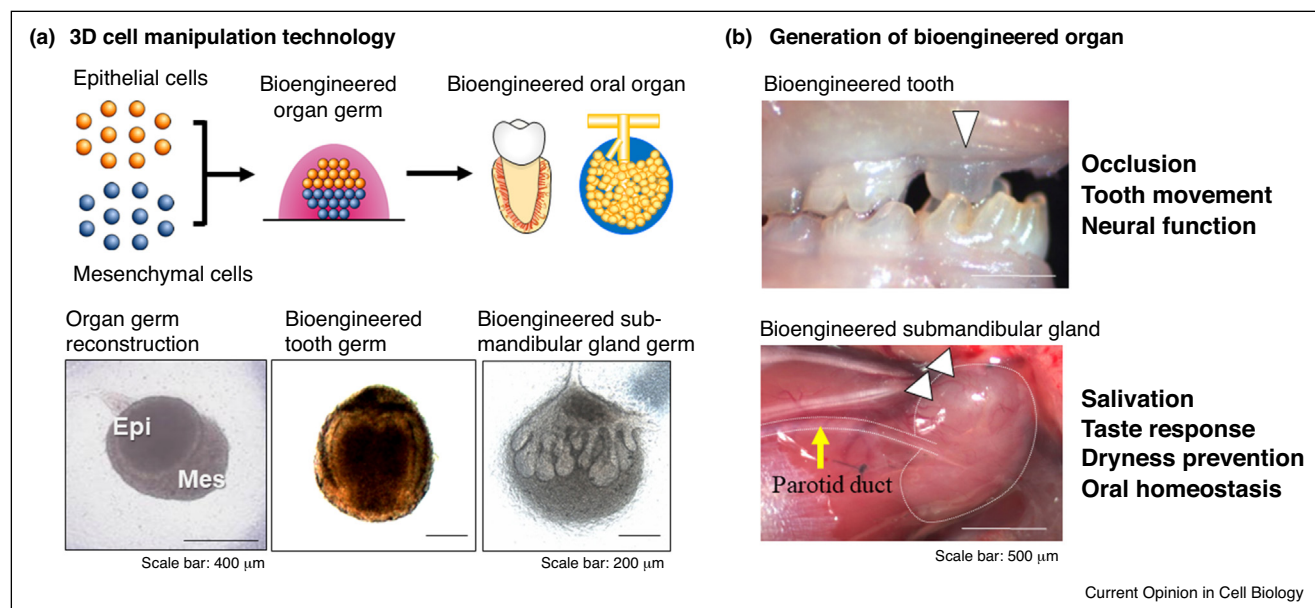 (a) 3D cell manipulation technology
Epithelial cells
Bioengineered
organ germ
Bioengineered oral organ
Mesenchymal cells
Organ germ
reconstruction
Bioengineered
tooth germ
Bioengineered sub-
mandibular gland germ
Epi
Mes
Scale bar: 400 μm
Scale bar: 200 μm
(b) Generation of bioengineered organ
Bioengineered tooth
Occlusion
Tooth movement
Neural function
Bioengineered submandibular gland
Parotid duct
Salivation
Taste response
Dryness prevention
Oral homeostasis
Scale bar: 500 μm
Current Opinion in Cell Biology